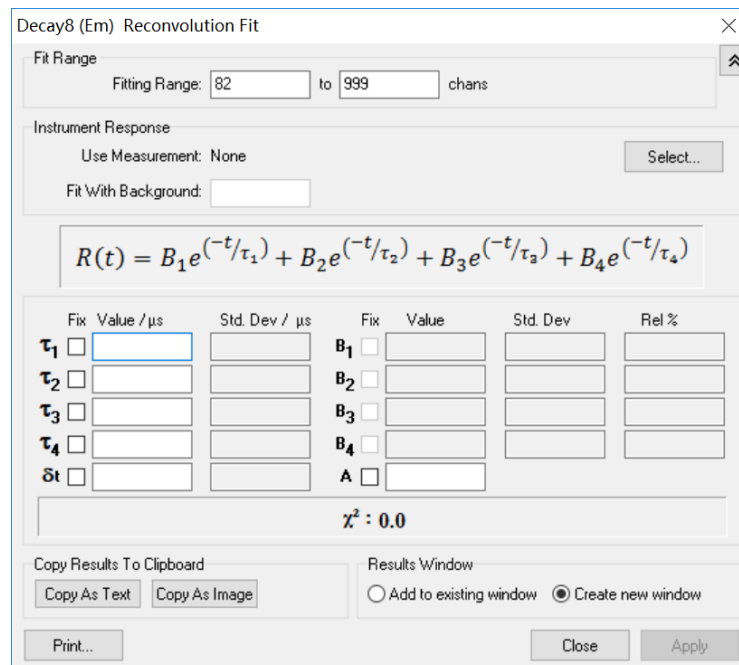 Decay8 (Em) Reconvolution Fit
Fit Range
Fitting Range: 82 to 999 chans
Instrument Response
Use Measurement: None Select...
Fit With Background:
R(t) = B₁e^(−t/τ₁) + B₂e^(−t/τ₂) + B₃e^(−t/τ₃) + B₄e^(−t/τ₄)
Fix Value / µs Std. Dev / µs Fix Value Std. Dev Rel %
τ₁ B₁
τ₂ B₂
τ₃ B₃
τ₄ B₄
δt A
χ² : 0.0
Copy Results To Clipboard Results Window
Copy As Text Copy As Image Add to existing window Create new window
Print... Close Apply